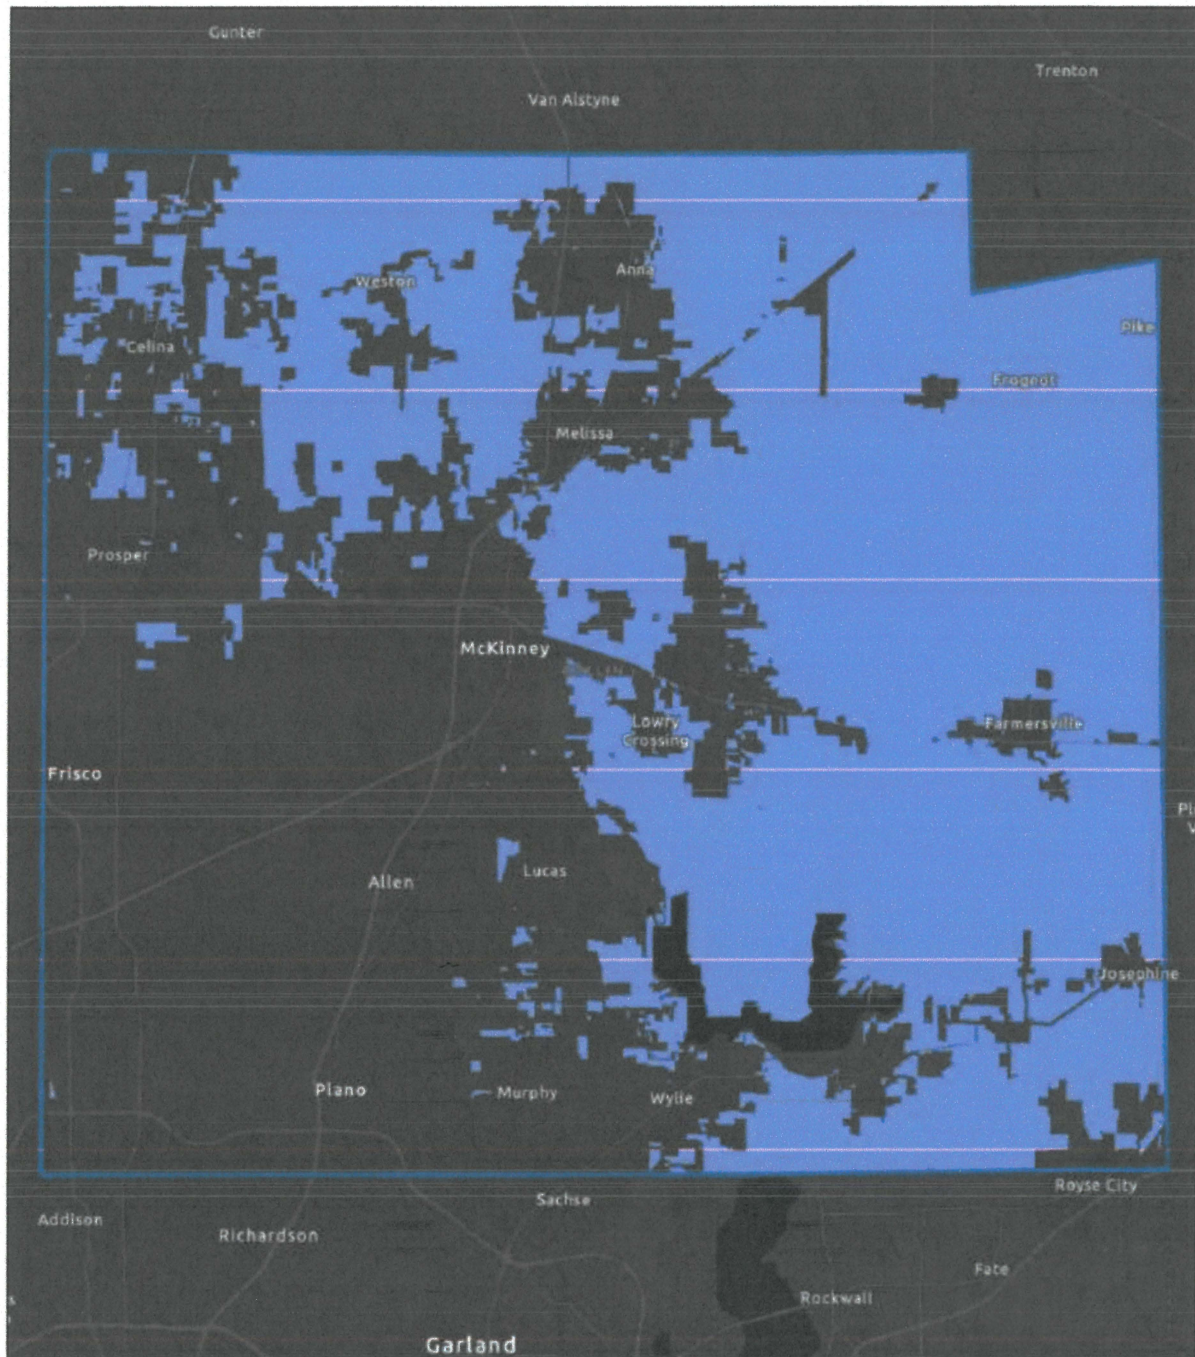 Gunter
Trenton
Van Alstyne
Anna
Weston
Pike
Celina
Frogeot
Melissa
Prosper
McKinney
Lowry
Crossing
Farmersville
Frisco
Lucas
Allen
Josephine
Plano
Murphy
Wylie
Royse City
Sachse
Addison
Richardson
Fate
Rockwall
Garland